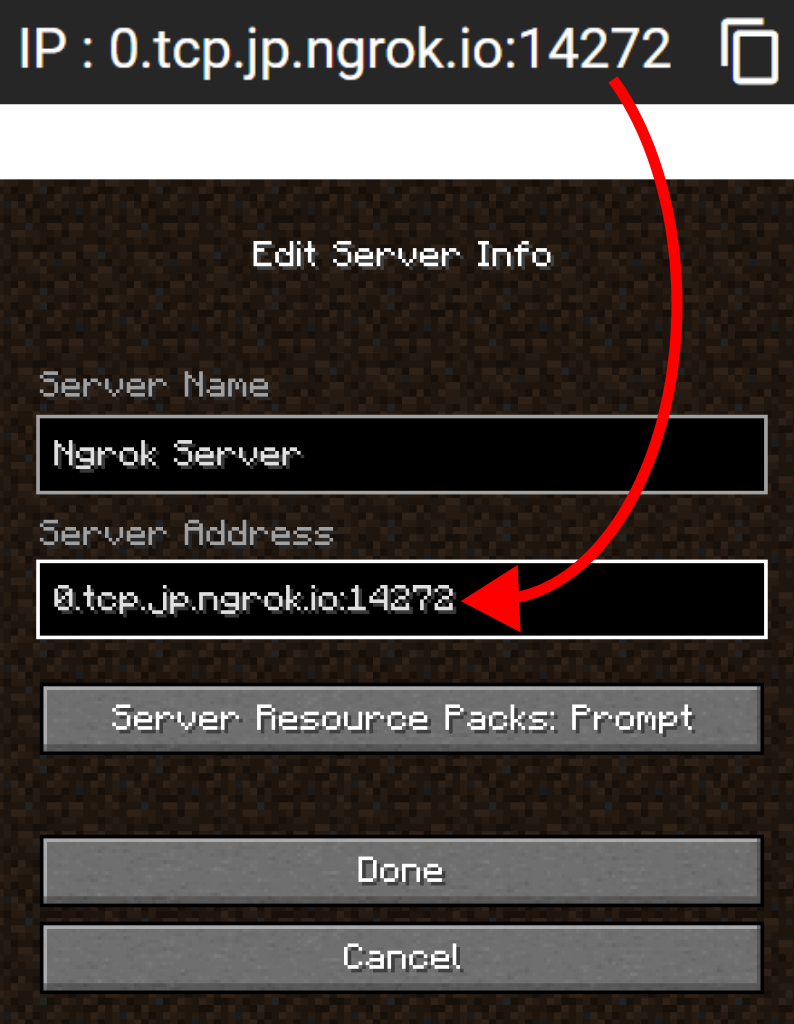 IP : 0.tcp.jp.ngrok.io:14272
Edit Server Info
Server Name
Ngrok Server
Server Address
0.tcp.jp.ngrok.io:14272
Server Resource Packs: Prompt
Done
Cancel